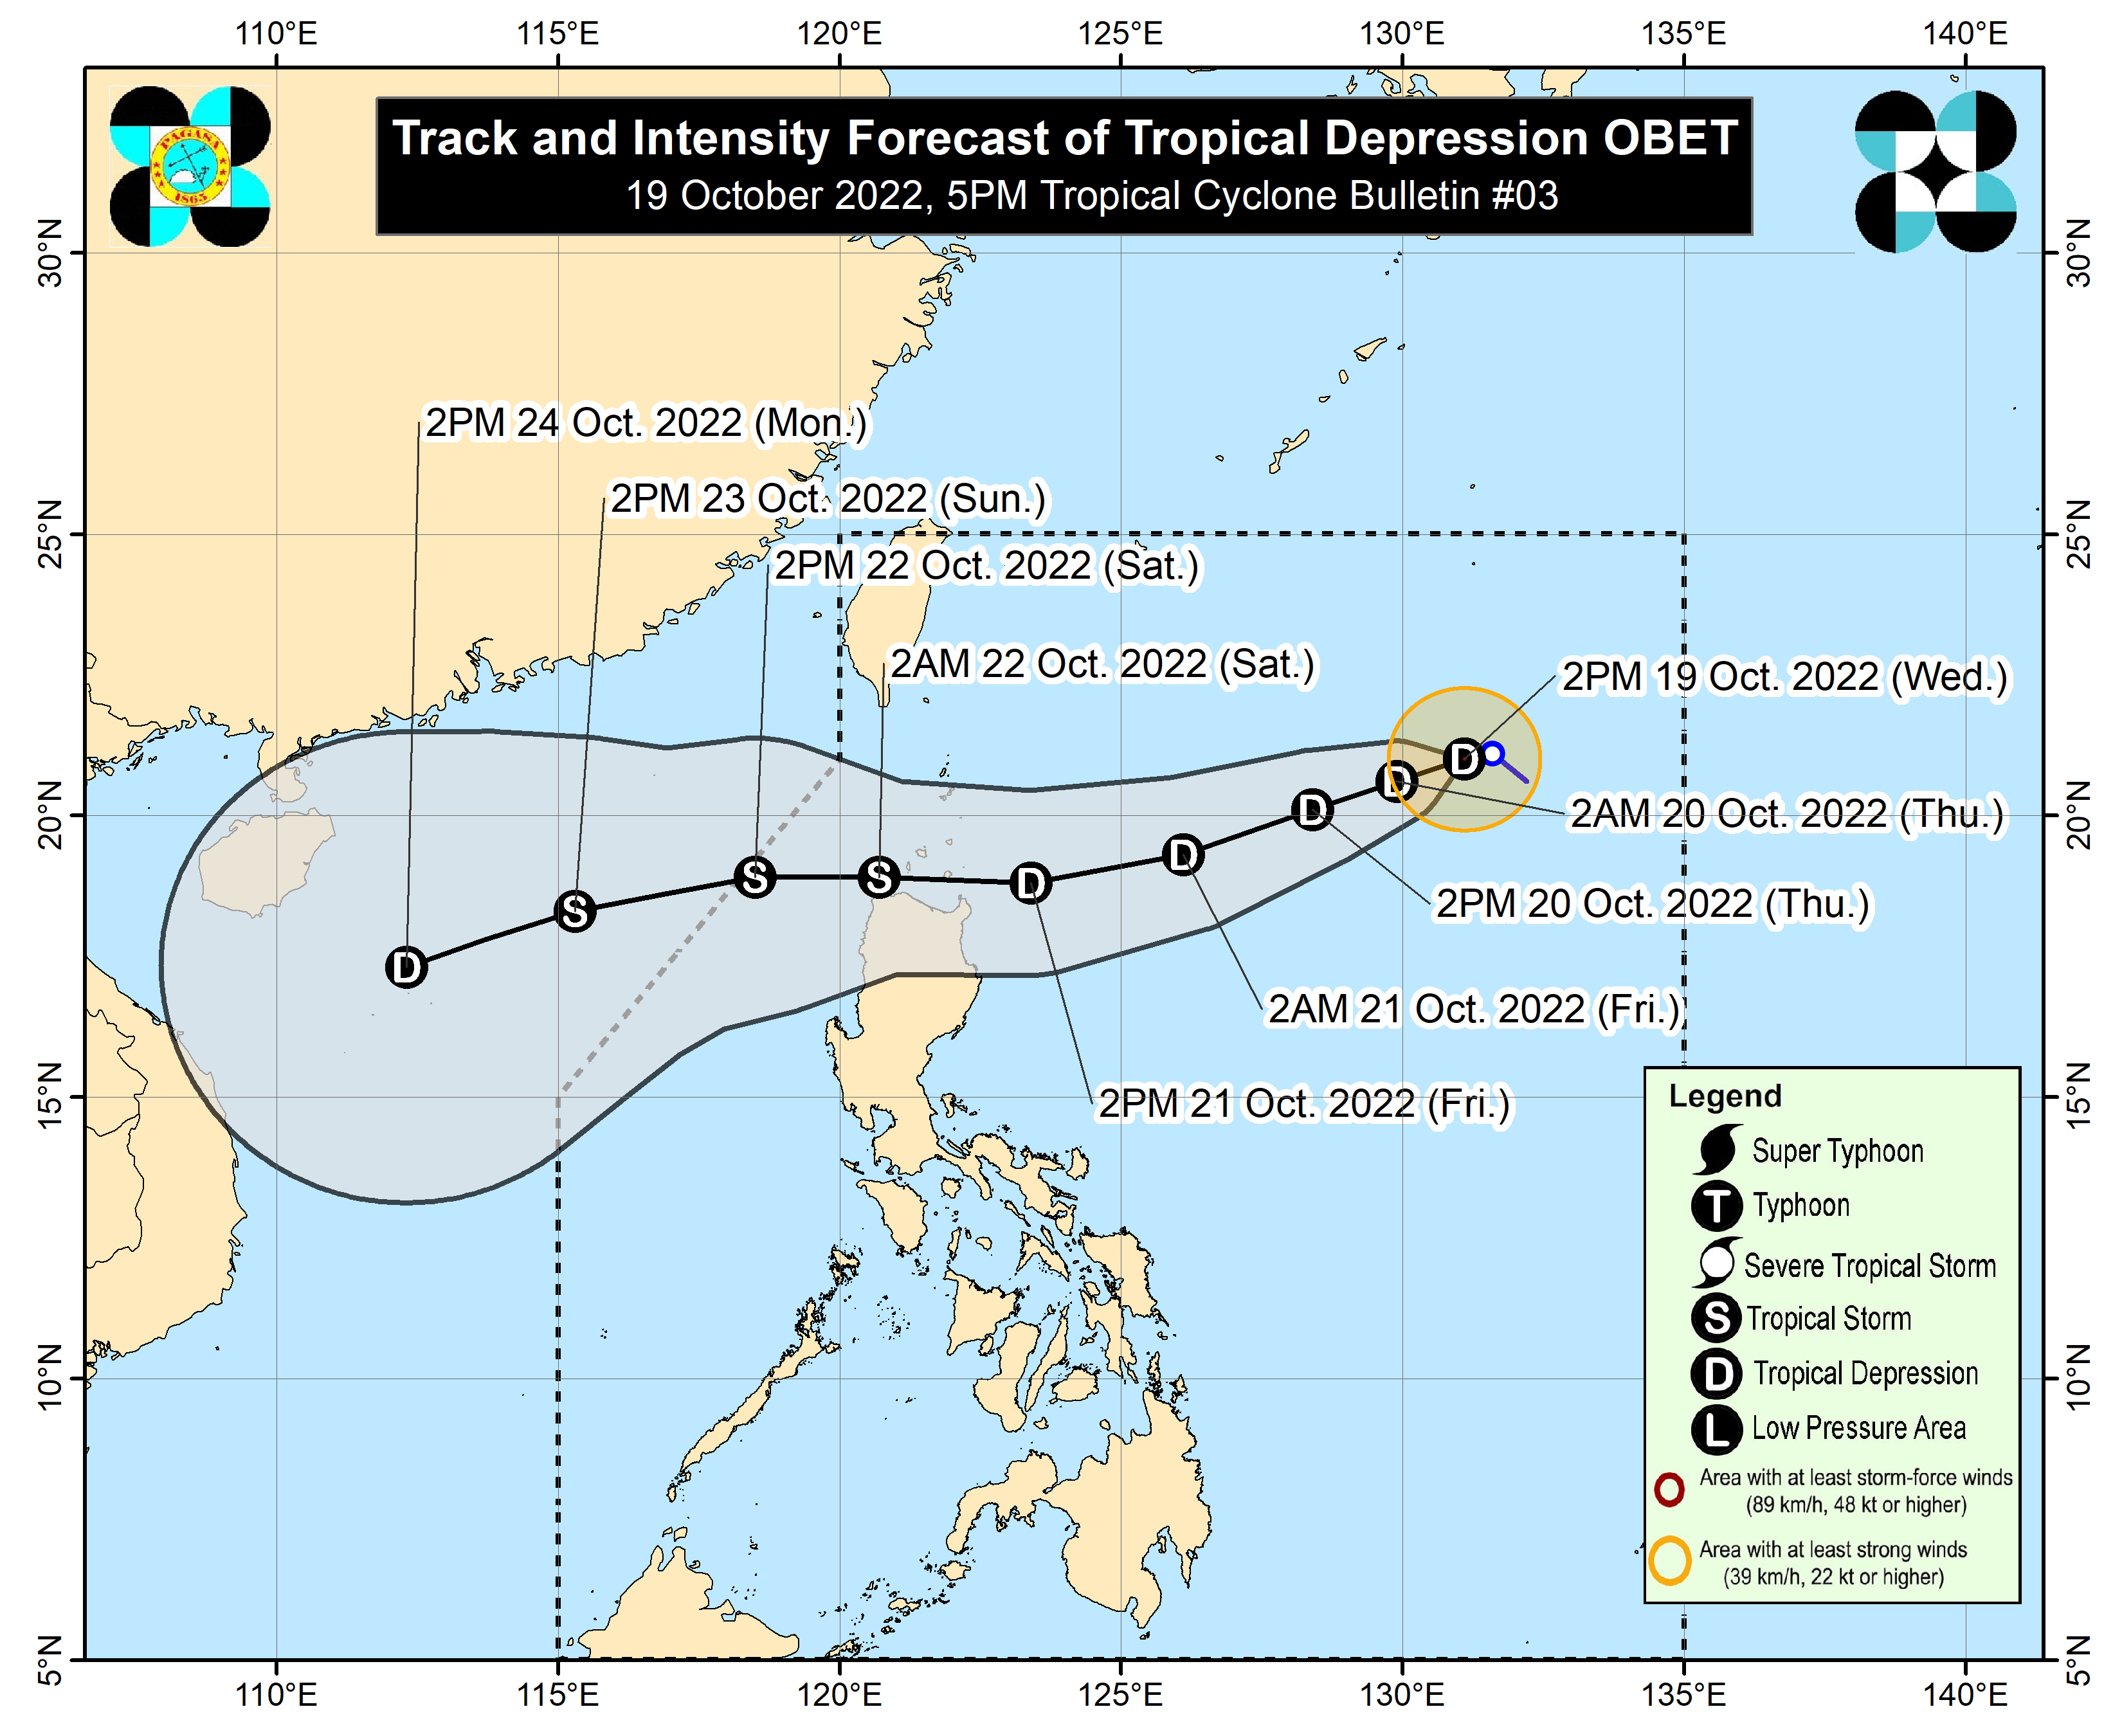 110°E 115°E 120°E 125°E 130°E 135°E 140°E
Track and Intensity Forecast of Tropical Depression OBET
19 October 2022, 5PM Tropical Cyclone Bulletin #03
PAGASA
1865
30°N 30°N
2PM 24 Oct. 2022 (Mon.)
2PM 23 Oct. 2022 (Sun.)
25°N 25°N
2PM 22 Oct. 2022 (Sat.)
2AM 22 Oct. 2022 (Sat.)
2PM 19 Oct. 2022 (Wed.)
D
D
2AM 20 Oct. 2022 (Thu.)
20°N 20°N
D
D
S S D
2PM 20 Oct. 2022 (Thu.)
S
D
2AM 21 Oct. 2022 (Fri.)
2PM 21 Oct. 2022 (Fri.)
15°N 15°N
Legend
Super Typhoon
T Typhoon
Severe Tropical Storm
S Tropical Storm
D Tropical Depression
L Low Pressure Area
Area with at least storm-force winds
(89 km/h, 48 kt or higher)
Area with at least strong winds
(39 km/h, 22 kt or higher)
10°N 10°N
5°N 5°N
110°E 115°E 120°E 125°E 130°E 135°E 140°E